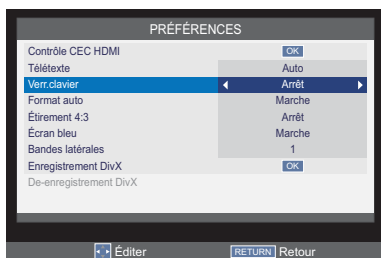 PRÉFÉRENCES
Contrôle CEC HDMI OK
Télétexte Auto
Verr.clavier Arrêt
Format auto Marche
Étirement 4:3 Arrêt
Écran bleu Marche
Bandes latérales 1
Enregistrement DivX OK
De-enregistrement DivX
Éditer RETURN Retour